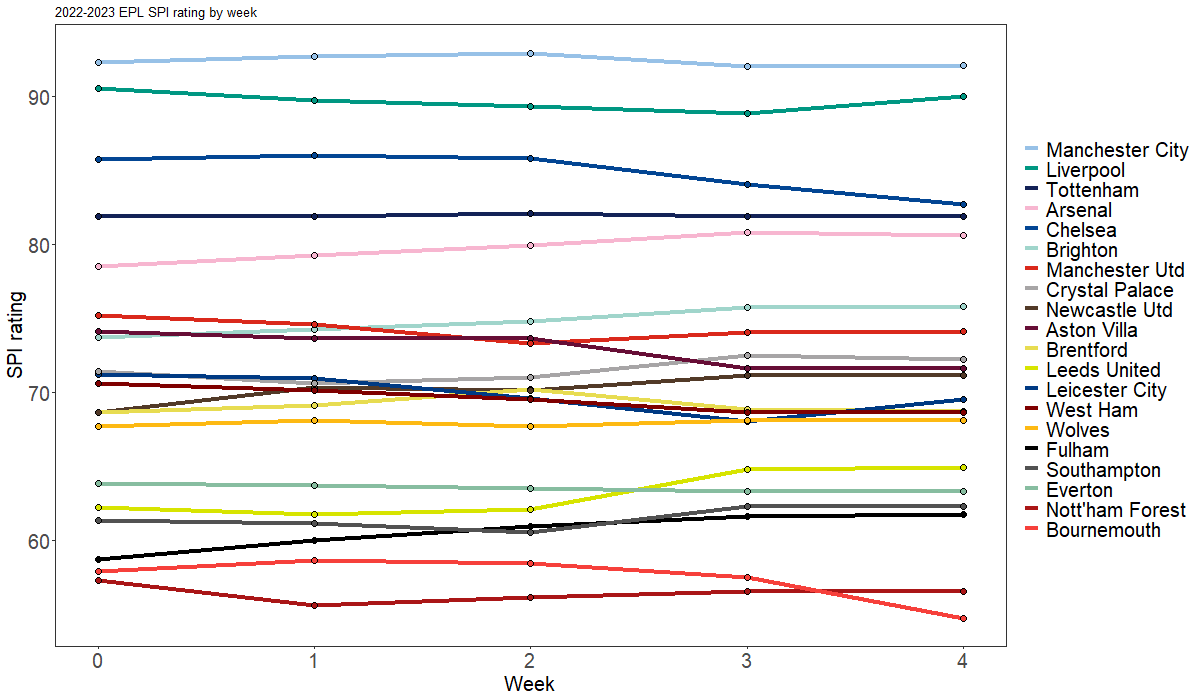 2022-2023 EPL SPI rating by week
90
80
70
60
SPI rating
0 1 2 3 4
Week
Manchester City
Liverpool
Tottenham
Arsenal
Chelsea
Brighton
Manchester Utd
Crystal Palace
Newcastle Utd
Aston Villa
Brentford
Leeds United
Leicester City
West Ham
Wolves
Fulham
Southampton
Everton
Nott'ham Forest
Bournemouth